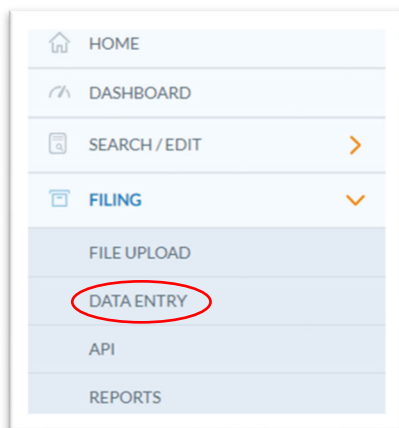 HOME
DASHBOARD
SEARCH / EDIT
FILING
FILE UPLOAD
DATA ENTRY
API
REPORTS